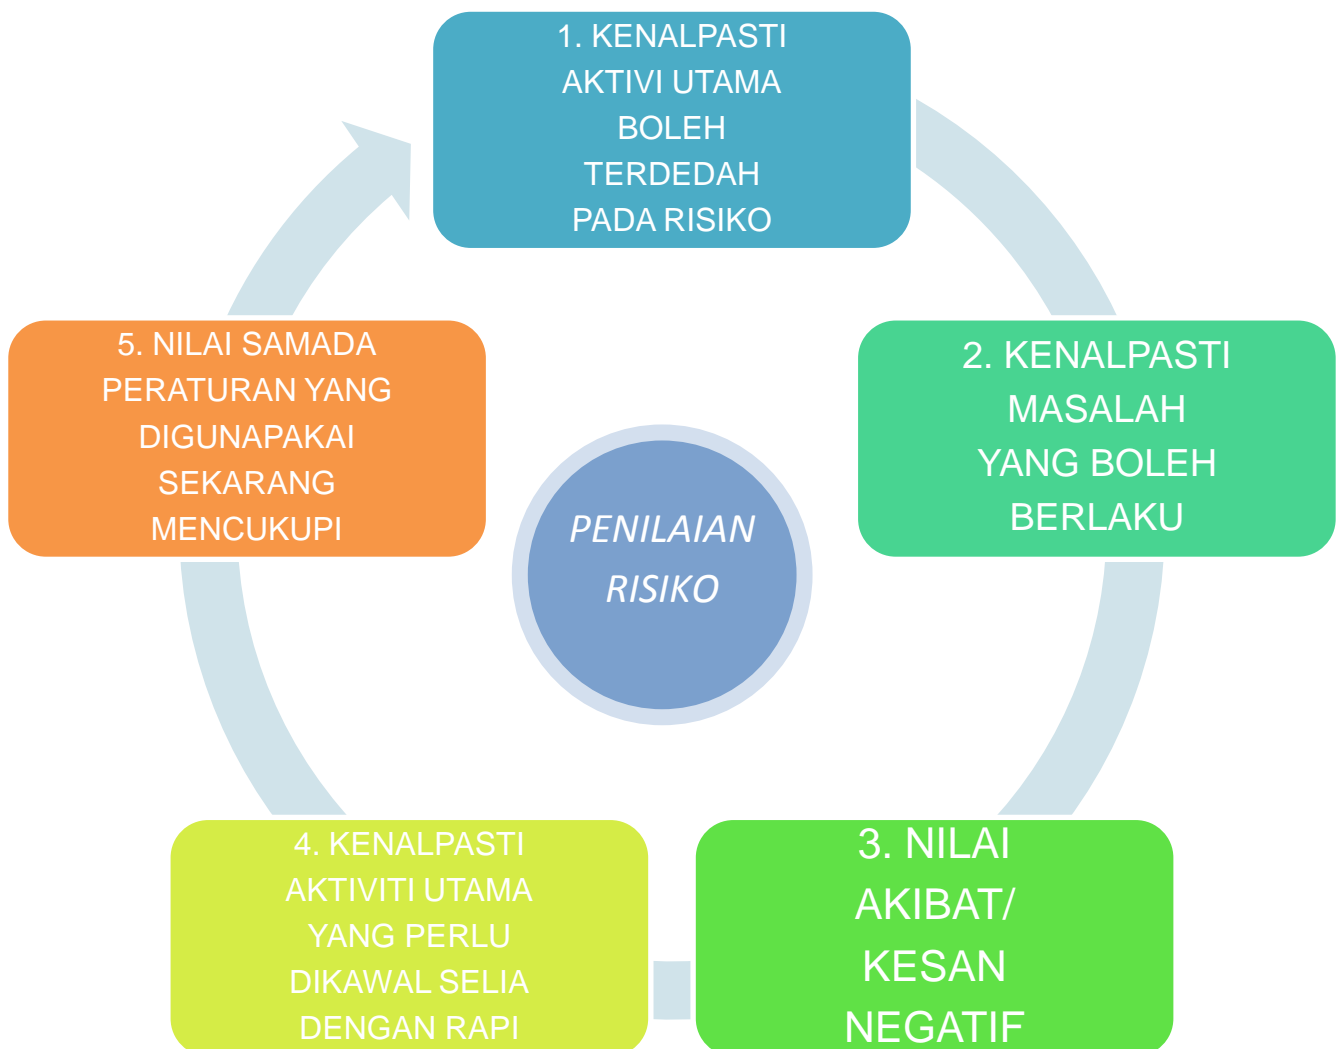 1. KENALPASTI
AKTIVI UTAMA
BOLEH
TERDEDAH
PADA RISIKO
2. KENALPASTI
MASALAH
YANG BOLEH
BERLAKU
3. NILAI
AKIBAT/
KESAN
NEGATIF
4. KENALPASTI
AKTIVITI UTAMA
YANG PERLU
DIKAWAL SELIA
DENGAN RAPI
5. NILAI SAMADA
PERATURAN YANG
DIGUNAPAKAI
SEKARANG
MENCUKUPI
PENILAIAN
RISIKO